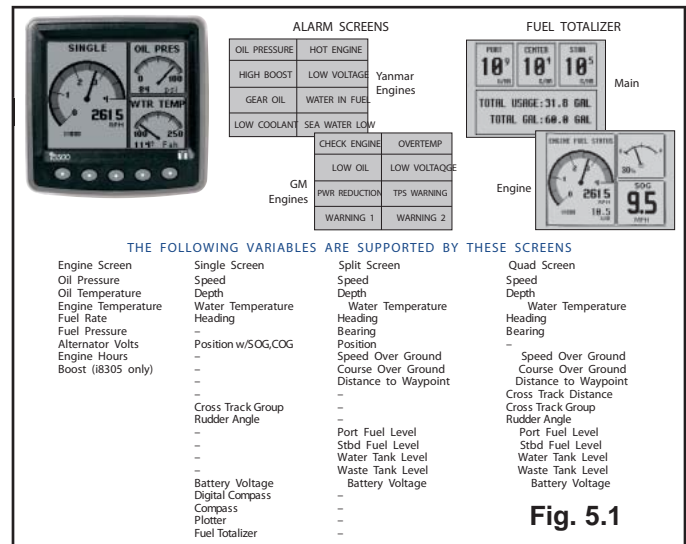 ALARM SCREENS
FUEL TOTALIZER
SINGLE
OIL PRES
100
84 psi
2615
RPM
WTR TEMP
100 250
119° Fah
OIL PRESSURE HOT ENGINE
HIGH BOOST LOW VOLTAGE
GEAR OIL WATER IN FUEL
LOW COOLANT SEA WATER LOW
Yanmar
Engines
CHECK ENGINE OVERTEMP
LOW OIL LOW VOLTAQGE
PWR REDUCTION TPS WARNING
WARNING 1 WARNING 2
GM
Engines
PORT CENTER STBD
TOTAL USAGE:31.8 GAL
TOTAL GAL:60.0 GAL
Main
ENGINE FUEL STATUS
2615
RPM
10.5
SOG
9.5
MPH
Engine
THE FOLLOWING VARIABLES ARE SUPPORTED BY THESE SCREENS
Engine Screen Single Screen Split Screen Quad Screen
Oil Pressure Speed Speed Speed
Oil Temperature Depth Depth Depth
Engine Temperature Water Temperature Water Temperature Water Temperature
Fuel Rate Heading Heading Heading
Fuel Pressure – Bearing Bearing
Alternator Volts Position w/SOG,COG Position –
Engine Hours – Speed Over Ground Speed Over Ground
Boost (i8305 only) – Course Over Ground Course Over Ground
– Distance to Waypoint Distance to Waypoint
– – Cross Track Distance
Cross Track Group – Cross Track Group
Rudder Angle – Rudder Angle
– Port Fuel Level Port Fuel Level
– Stbd Fuel Level Stbd Fuel Level
– Water Tank Level Water Tank Level
– Waste Tank Level Waste Tank Level
Battery Voltage Battery Voltage Battery Voltage
Digital Compass –
Compass –
Plotter –
Fuel Totalizer –
Fig. 5.1